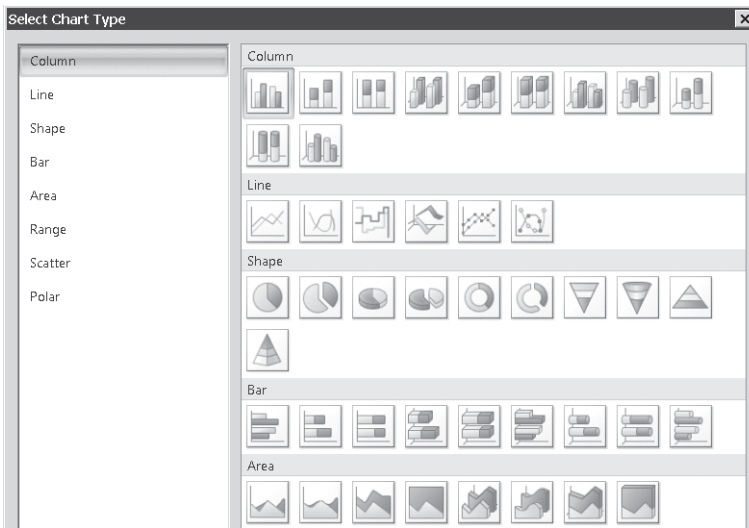 Select Chart Type
Column
Line
Shape
Bar
Area
Range
Scatter
Polar
Column
Line
Shape
Bar
Area